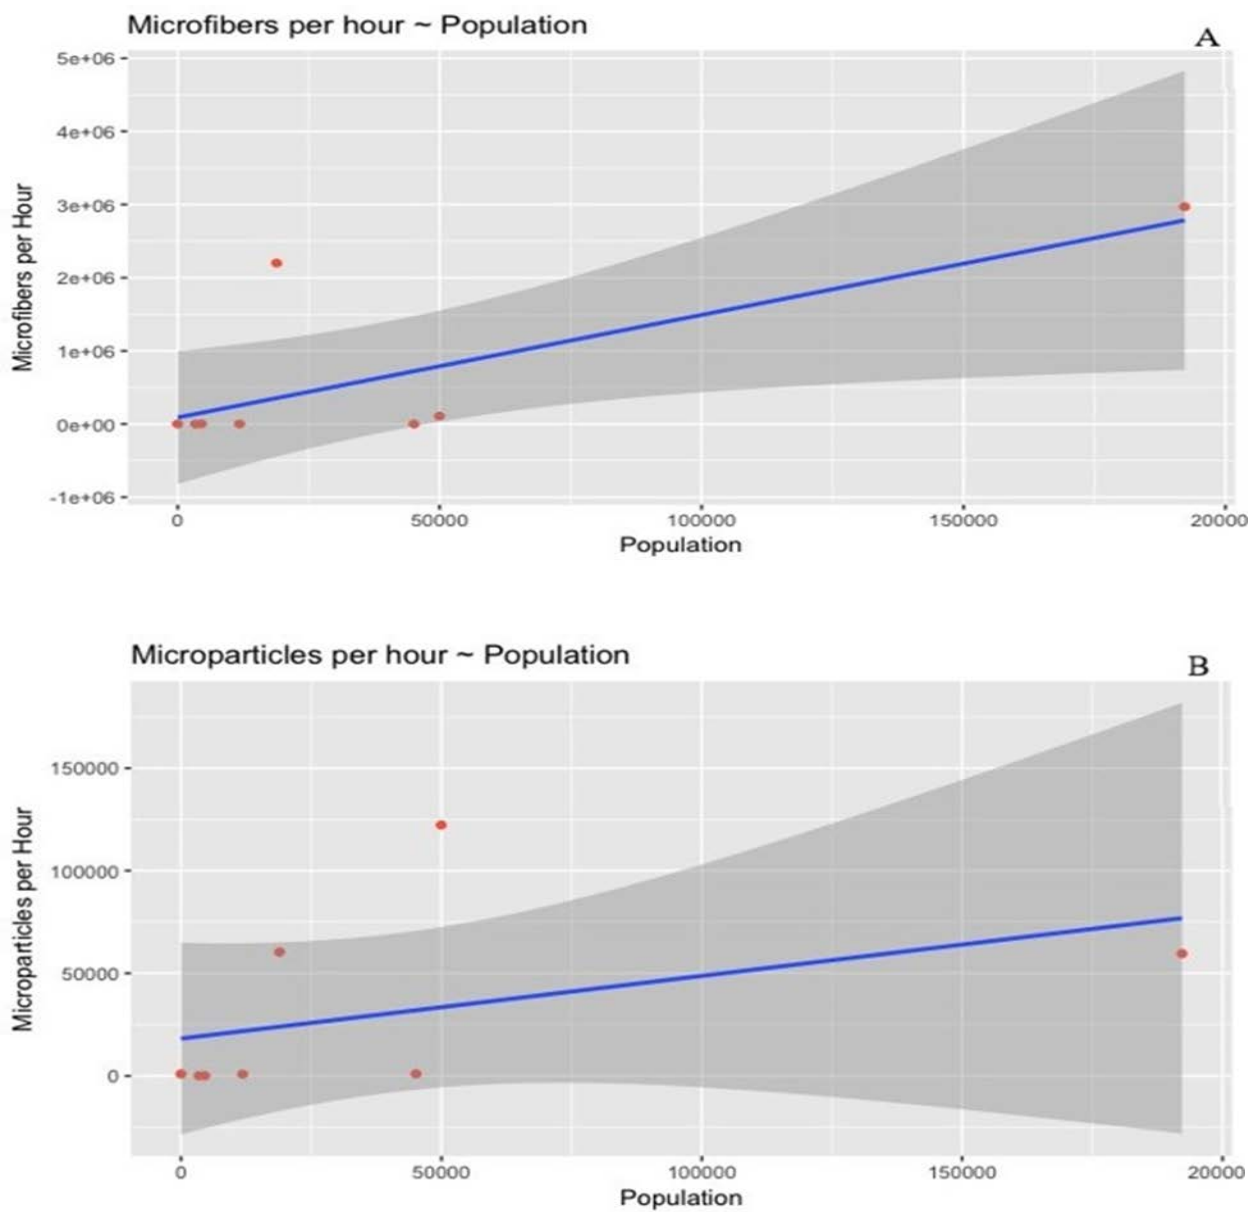 Microfibers per hour ~ Population
A
5e+06
4e+06
3e+06
2e+06
1e+06
0e+00
-1e+06
Microfibers per Hour
0 50000 100000 150000 20000
Population
Microparticles per hour ~ Population
B
150000
100000
50000
0
Microparticles per Hour
0 50000 100000 150000 20000
Population